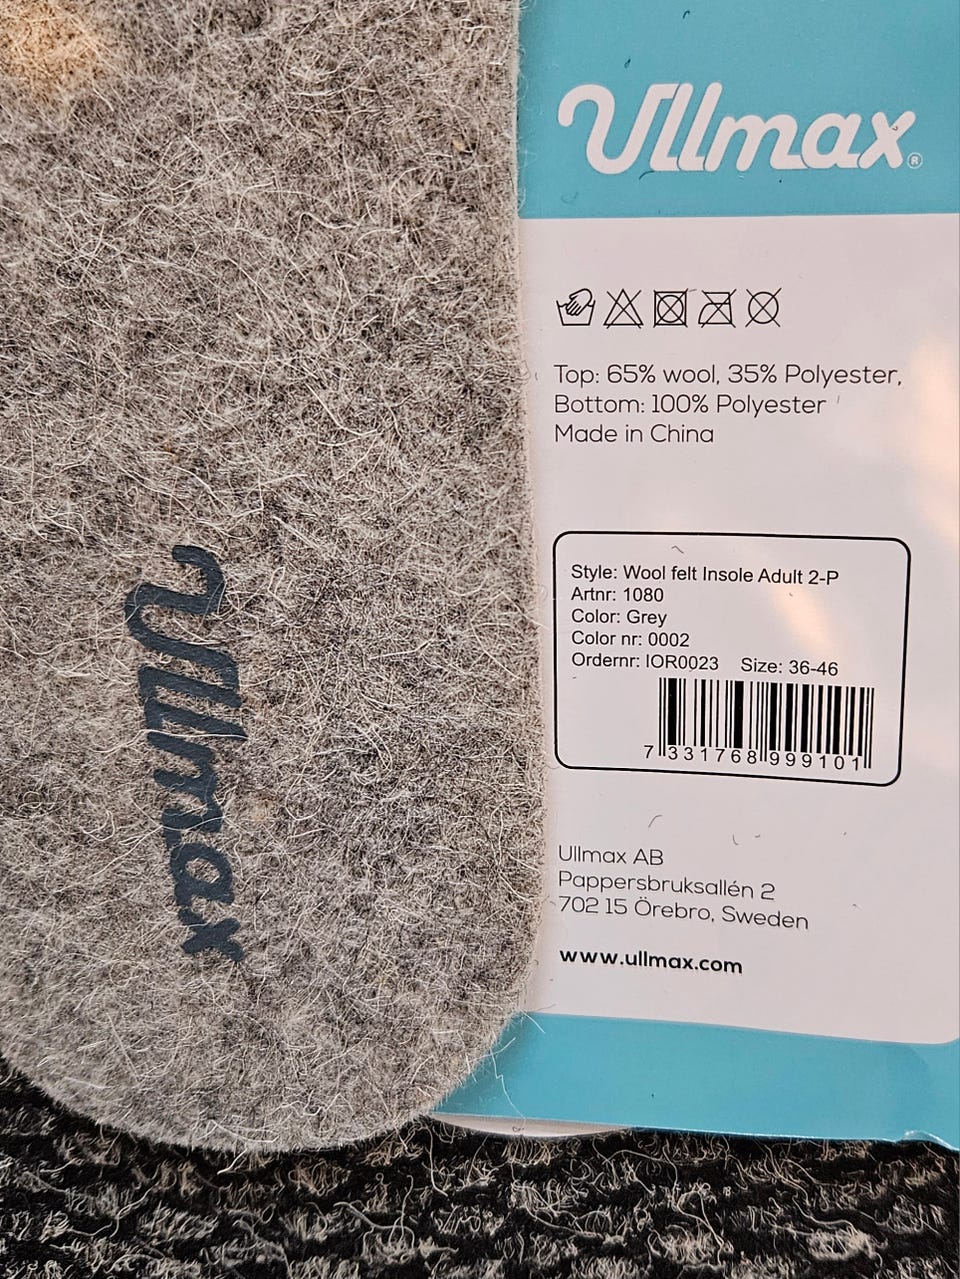 Ullmax®
Top: 65% wool, 35% Polyester,
Bottom: 100% Polyester
Made in China
Style: Wool felt Insole Adult 2-P
Artnr: 1080
Color: Grey
Color nr: 0002
Ordernr: IOR0023 Size: 36-46
7 331768 999101
Ullmax AB
Pappersbruksallén 2
702 15 Örebro, Sweden
www.ullmax.com
Ullmax